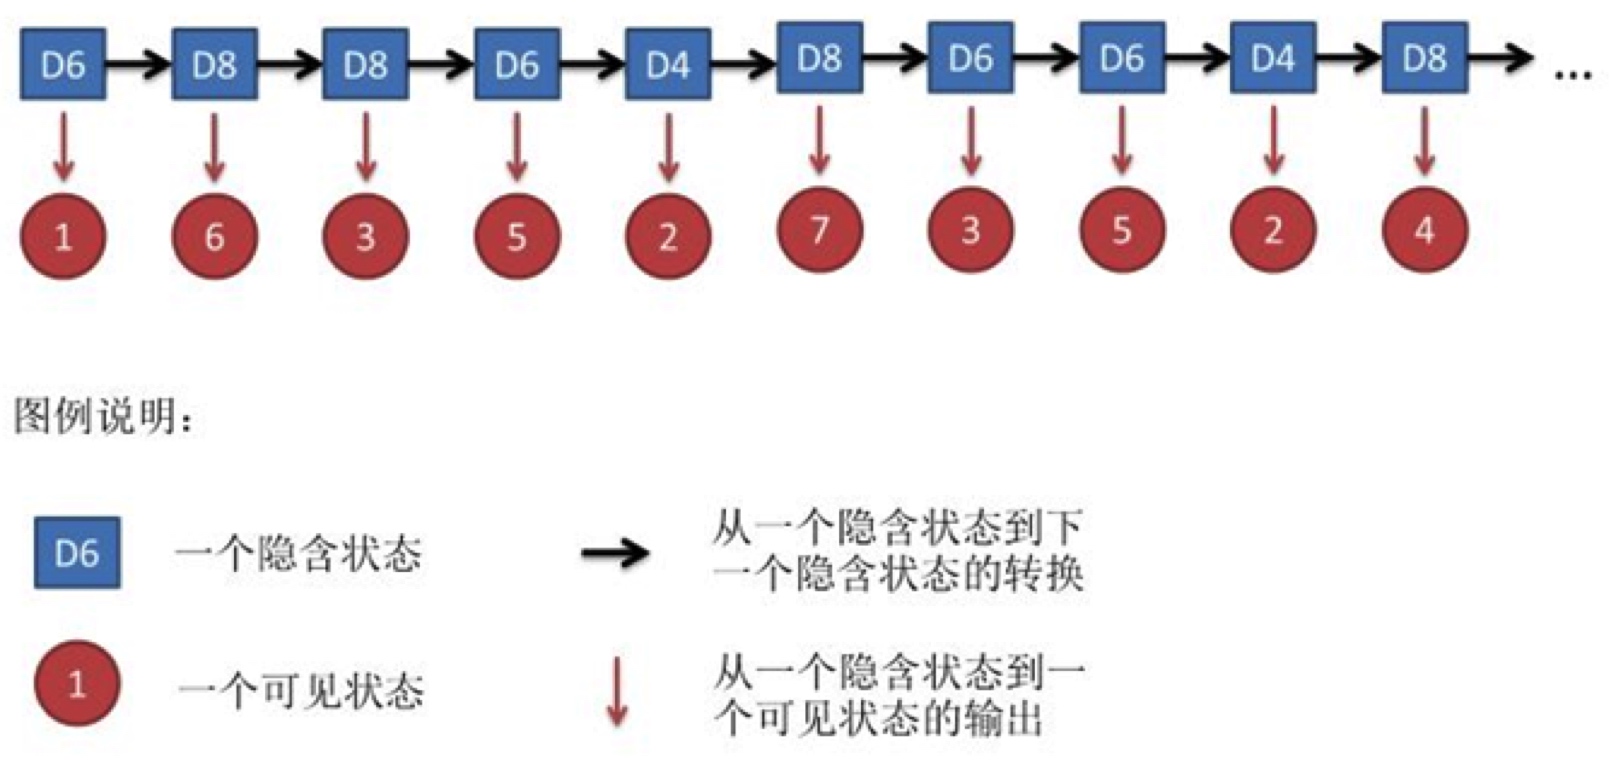 D6 D8 D8 D6 D4 D8 D6 D6 D4 D8 ...
1 6 3 5 2 7 3 5 2 4
图例说明：
D6 一个隐含状态
从一个隐含状态到下
一个隐含状态的转换
1 一个可见状态
从一个隐含状态到一
个可见状态的输出